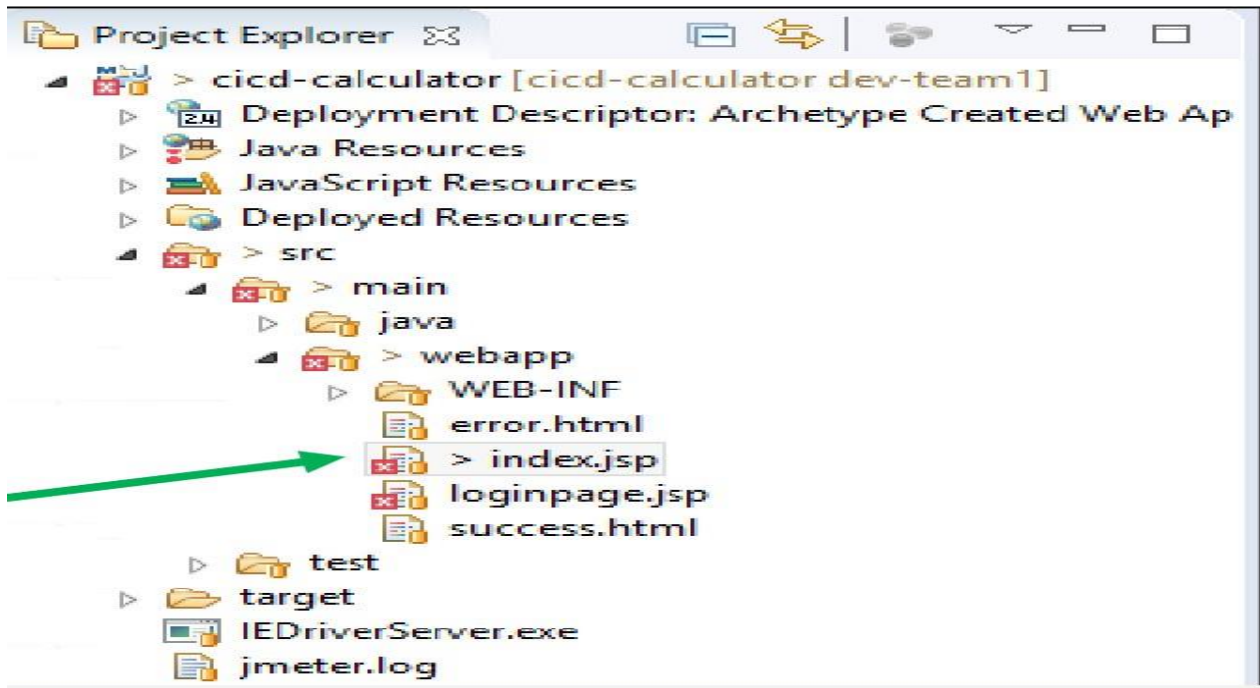 Project Explorer
> cicd-calculator [cicd-calculator dev-team1]
Deployment Descriptor: Archetype Created Web Ap
Java Resources
JavaScript Resources
Deployed Resources
> src
> main
java
> webapp
WEB-INF
error.html
> index.jsp
loginpage.jsp
success.html
test
target
IEDriverServer.exe
jmeter.log